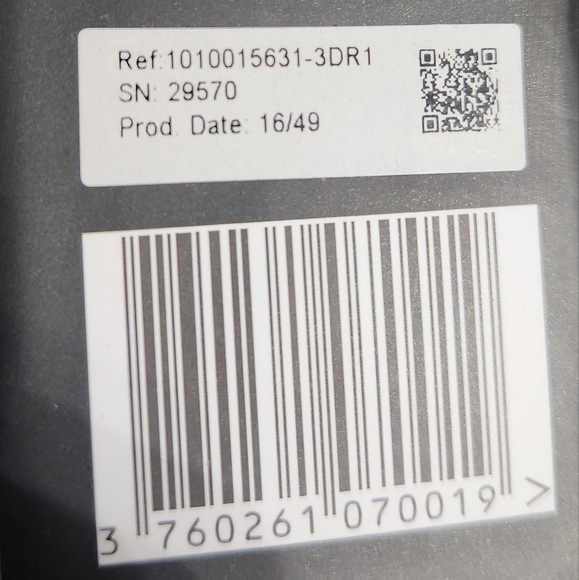 Ref:1010015631-3DR1
SN: 29570
Prod. Date: 16/49
3 760261 070019 >